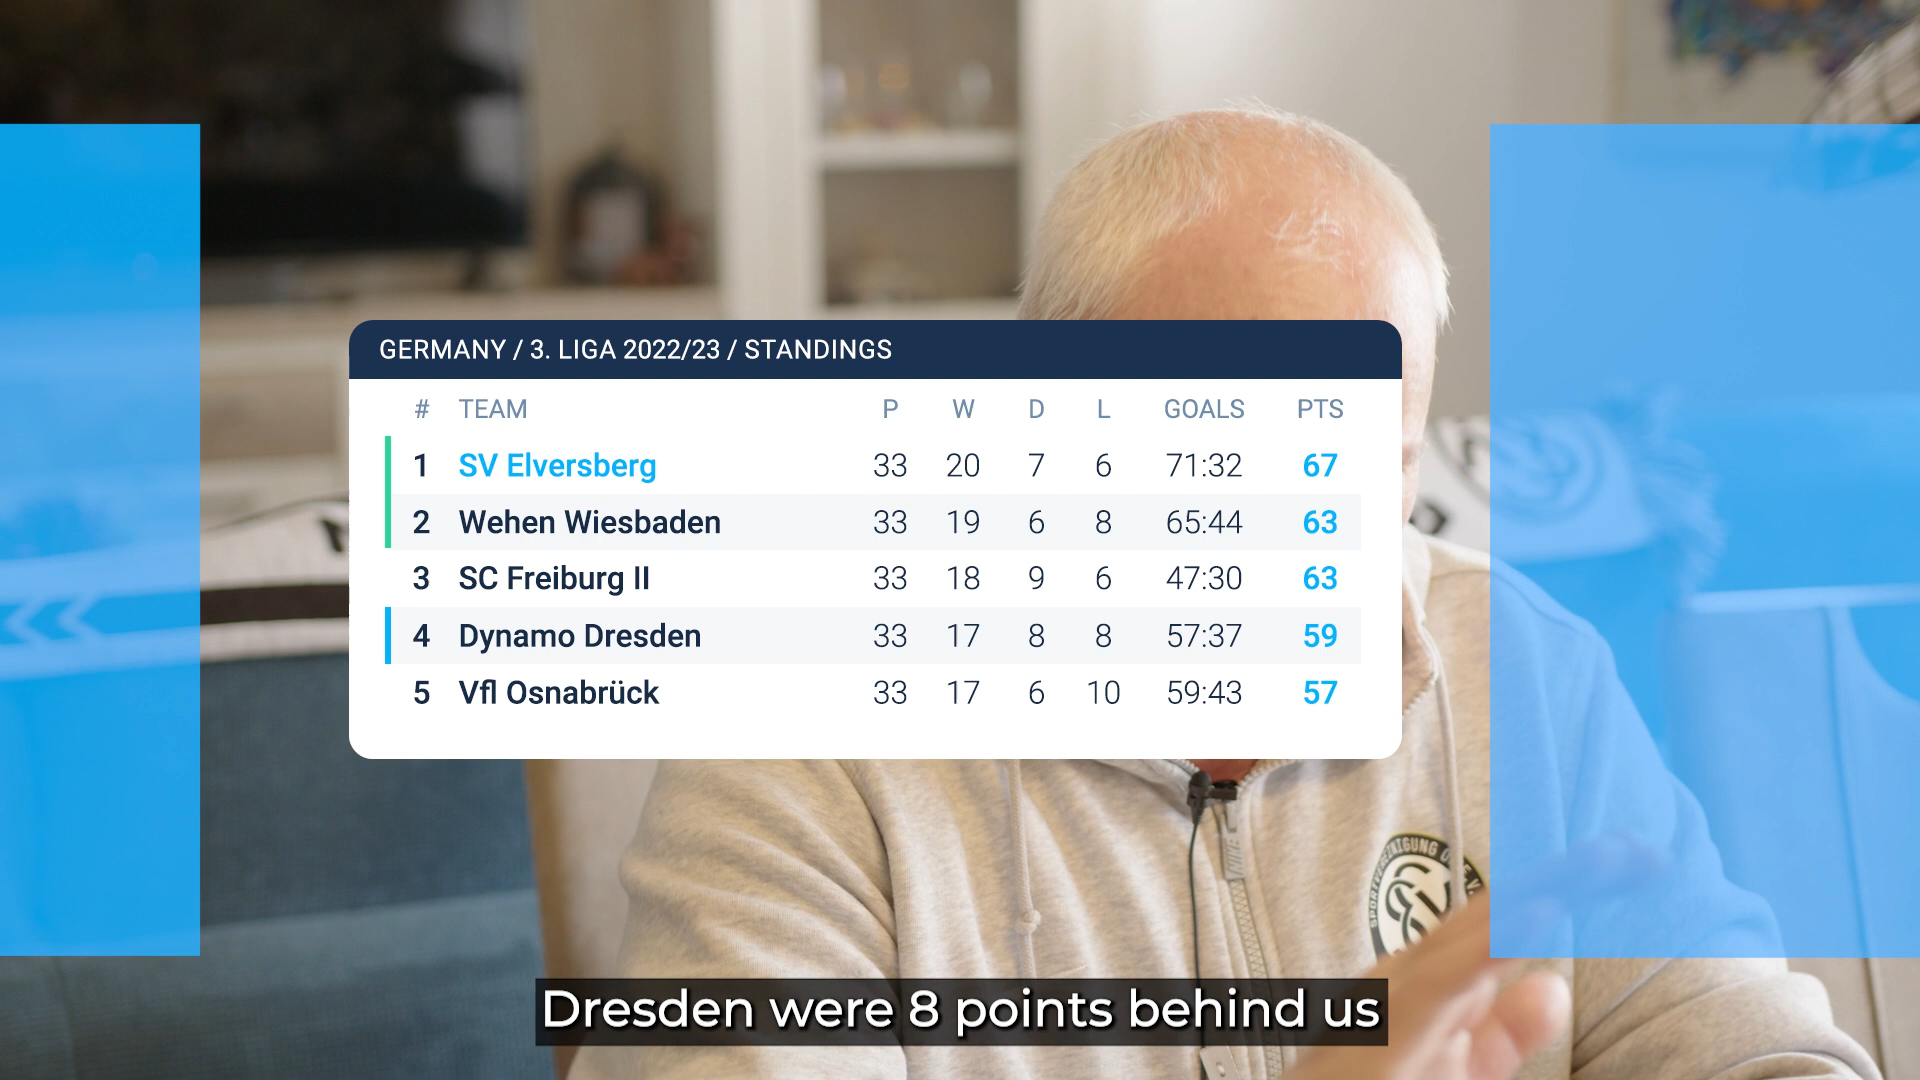 GERMANY / 3. LIGA 2022/23 / STANDINGS
# TEAM P W D L GOALS PTS
1 SV Elversberg 33 20 7 6 71:32 67
2 Wehen Wiesbaden 33 19 6 8 65:44 63
3 SC Freiburg II 33 18 9 6 47:30 63
4 Dynamo Dresden 33 17 8 8 57:37 59
5 Vfl Osnabrück 33 17 6 10 59:43 57
NIKE
Dresden were 8 points behind us